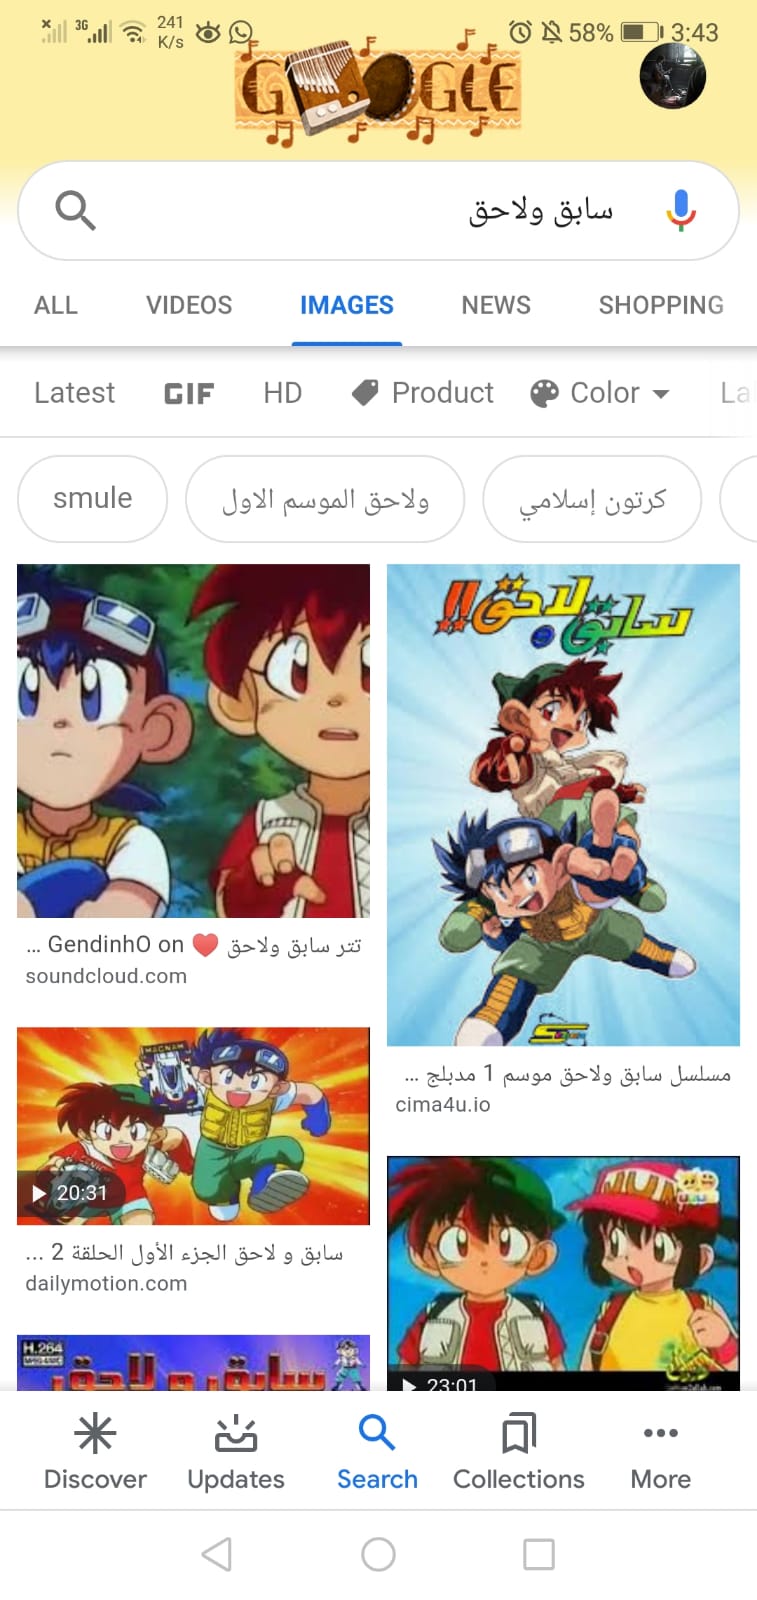 3G 241 K/s 58% 3:43
GOOGLE
سابق ولاحق
ALL VIDEOS IMAGES NEWS SHOPPING
Latest GIF HD Product Color La
smule ولاحق الموسم الاول كرتون إسلامي
سابق و لاحق!!
تتر سابق ولاحق ❤️ GendinhO on ...
soundcloud.com
مسلسل سابق ولاحق موسم 1 مدبلج ...
cima4u.io
MAGNUM
20:31
سابق و لاحق الجزء الأول الحلقة 2 ...
dailymotion.com
23:01
H.264
سابق و لاحق
Discover Updates Search Collections More